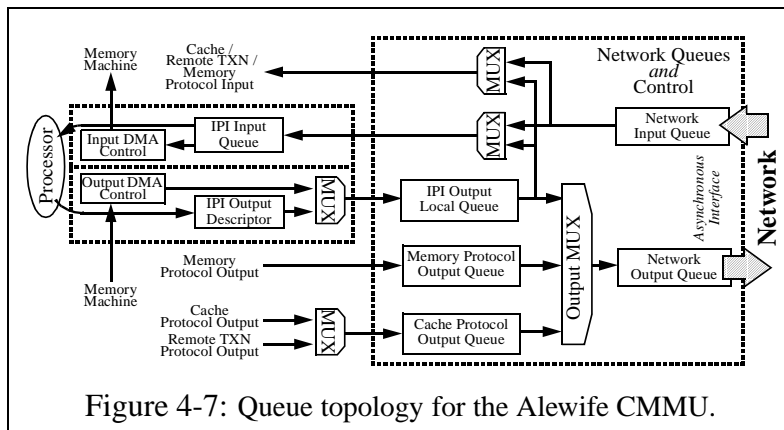 Memory
Machine
Cache /
Remote TXN /
Memory
Protocol Input
MUX
Network Queues
and
Control
Processor
Input DMA
Control
IPI Input
Queue
MUX
Network
Input Queue
Output DMA
Control
IPI Output
Descriptor
MUX
IPI Output
Local Queue
Output MUX
Asynchronous
Interface
Network
Memory
Machine
Memory
Protocol Output
Memory Protocol
Output Queue
Network
Output Queue
Cache
Protocol Output
Remote TXN
Protocol Output
MUX
Cache Protocol
Output Queue
Figure 4-7: Queue topology for the Alewife CMMU.